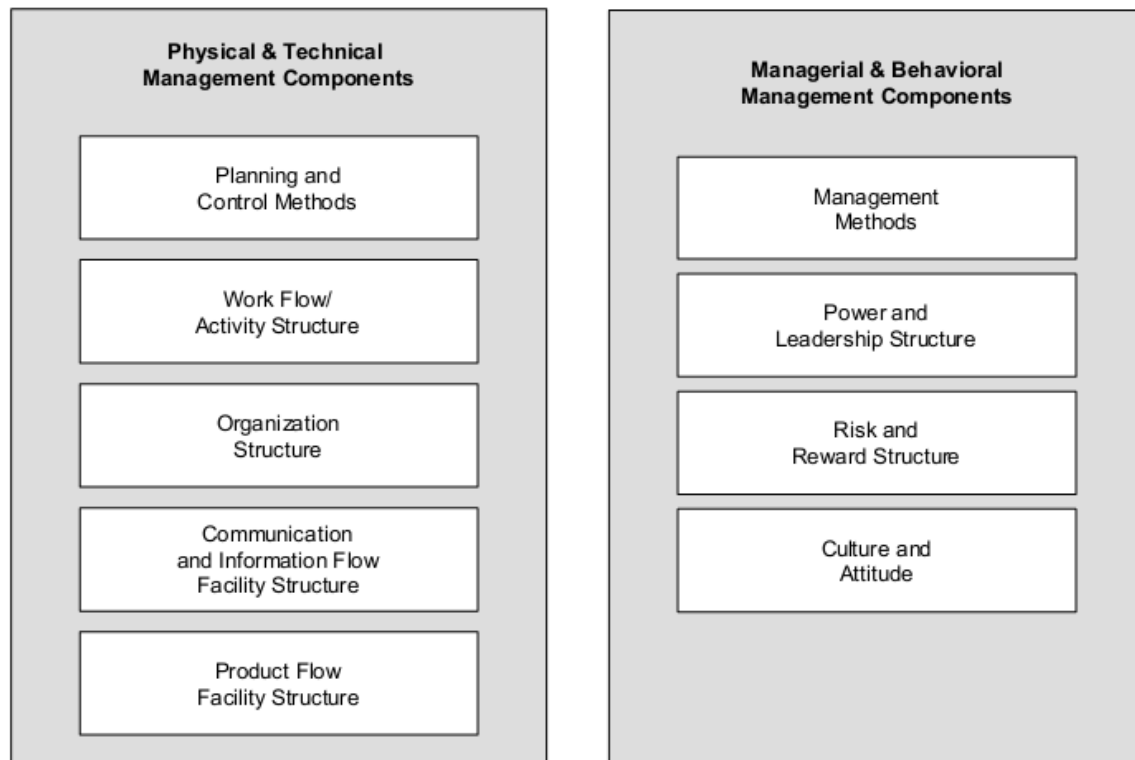 Physical & Technical
Management Components
Planning and
Control Methods
Work Flow/
Activity Structure
Organization
Structure
Communication
and Information Flow
Facility Structure
Product Flow
Facility Structure
Managerial & Behavioral
Management Components
Management
Methods
Power and
Leadership Structure
Risk and
Reward Structure
Culture and
Attitude